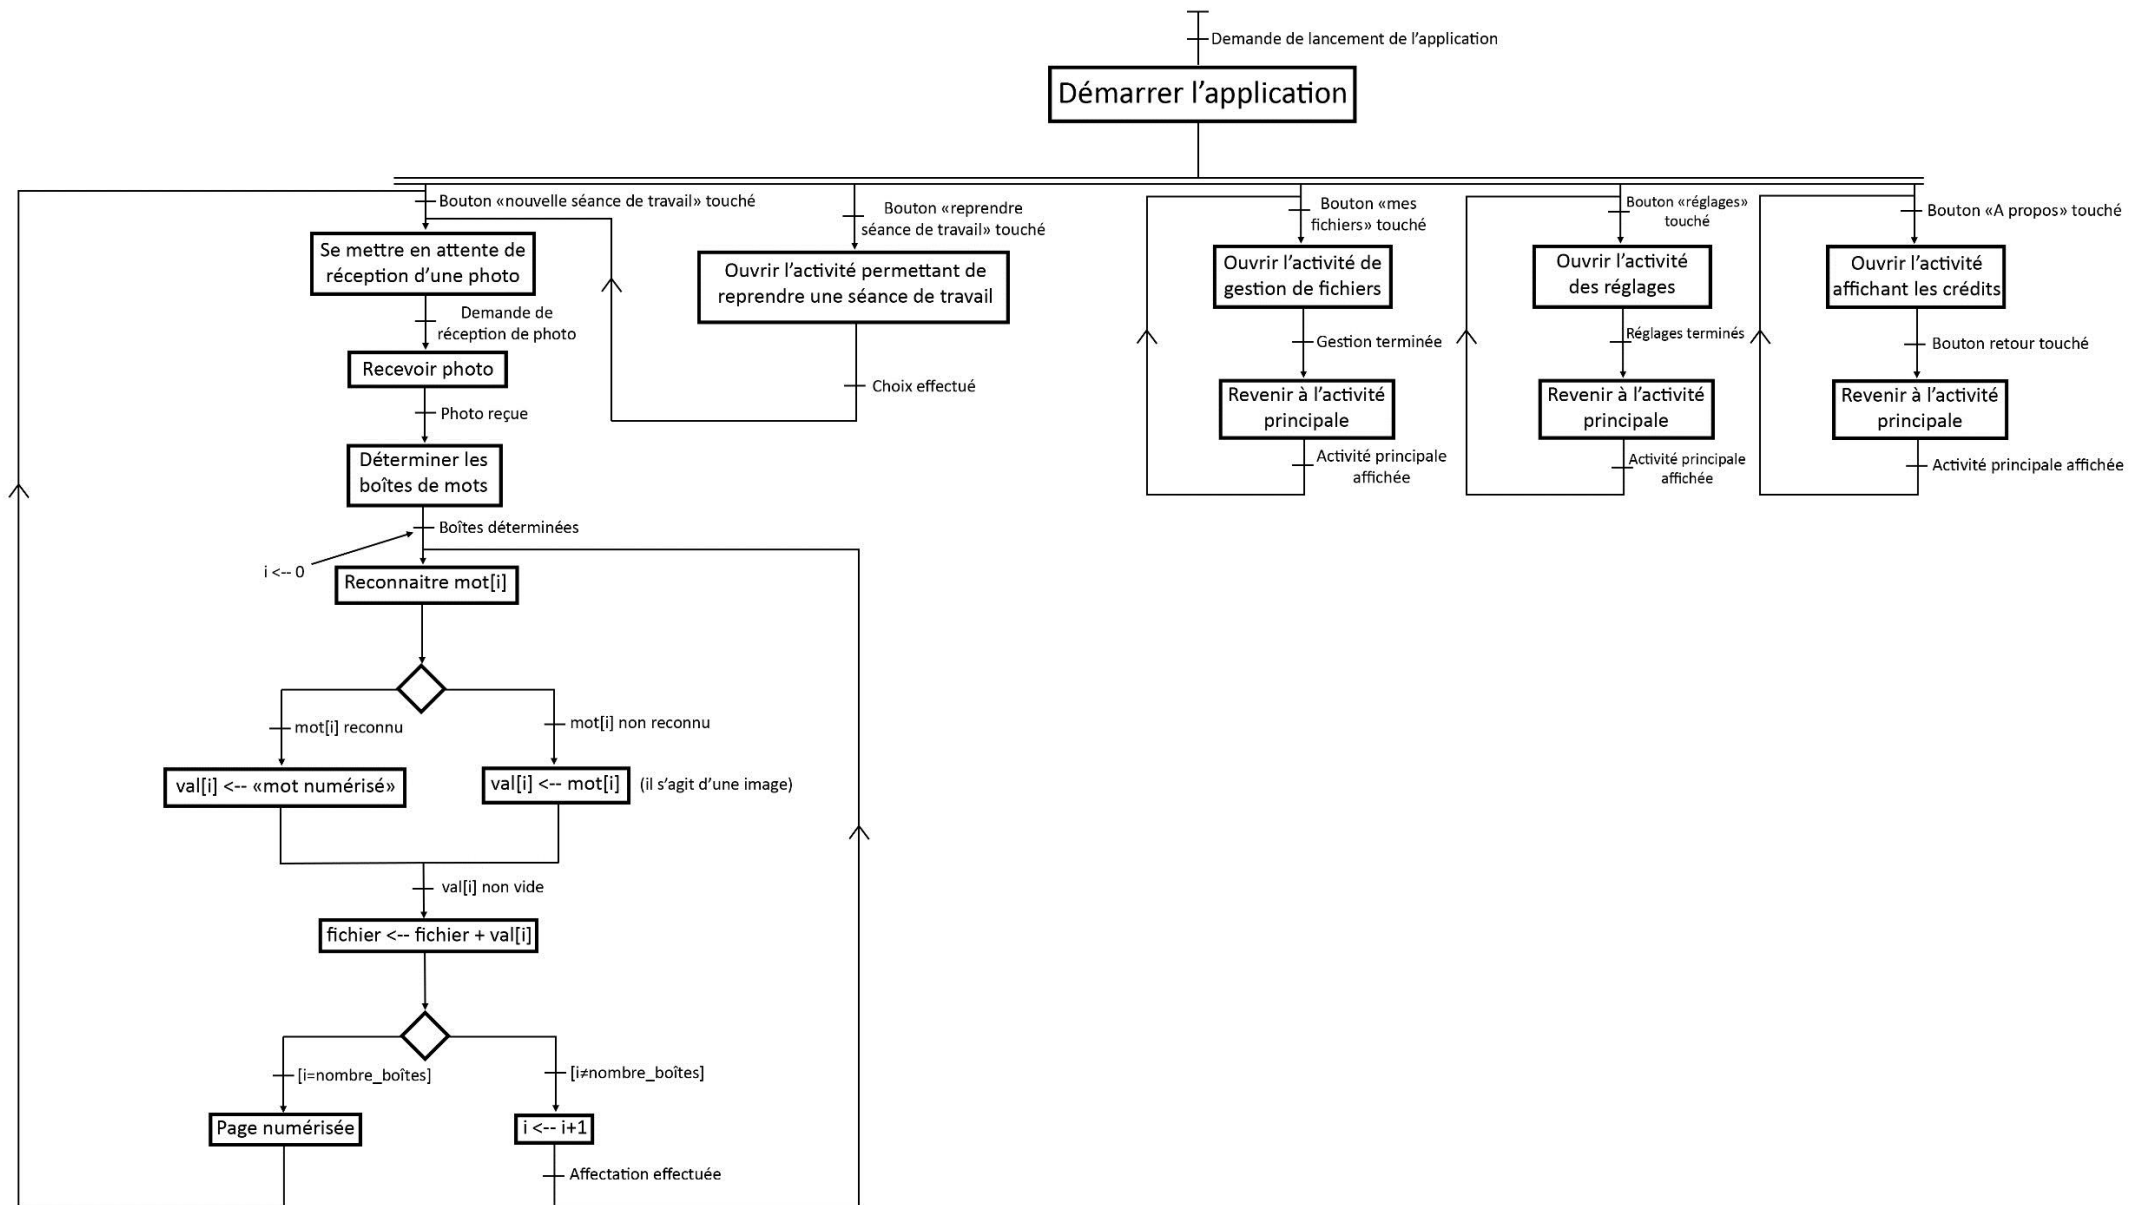 Demande de lancement de l'application
Démarrer l'application
Bouton «nouvelle séance de travail» touché
Se mettre en attente de
réception d'une photo
Demande de
réception de photo
Recevoir photo
Photo reçue
Déterminer les
boîtes de mots
Boîtes déterminées
i <-- 0
Reconnaitre mot[i]
mot[i] reconnu
mot[i] non reconnu
val[i] <-- «mot numérisé»
val[i] <-- mot[i]
(il s'agit d'une image)
val[i] non vide
fichier <-- fichier + val[i]
[i=nombre_boîtes]
[i≠nombre_boîtes]
Page numérisée
i <-- i+1
Affectation effectuée
Bouton «reprendre
séance de travail» touché
Ouvrir l'activité permettant de
reprendre une séance de travail
Choix effectué
Bouton «mes
fichiers» touché
Ouvrir l'activité de
gestion de fichiers
Gestion terminée
Revenir à l'activité
principale
Activité principale
affichée
Bouton «réglages»
touché
Ouvrir l'activité
des réglages
Réglages terminés
Revenir à l'activité
principale
Activité principale
affichée
Bouton «A propos» touché
Ouvrir l'activité
affichant les crédits
Bouton retour touché
Revenir à l'activité
principale
Activité principale affichée